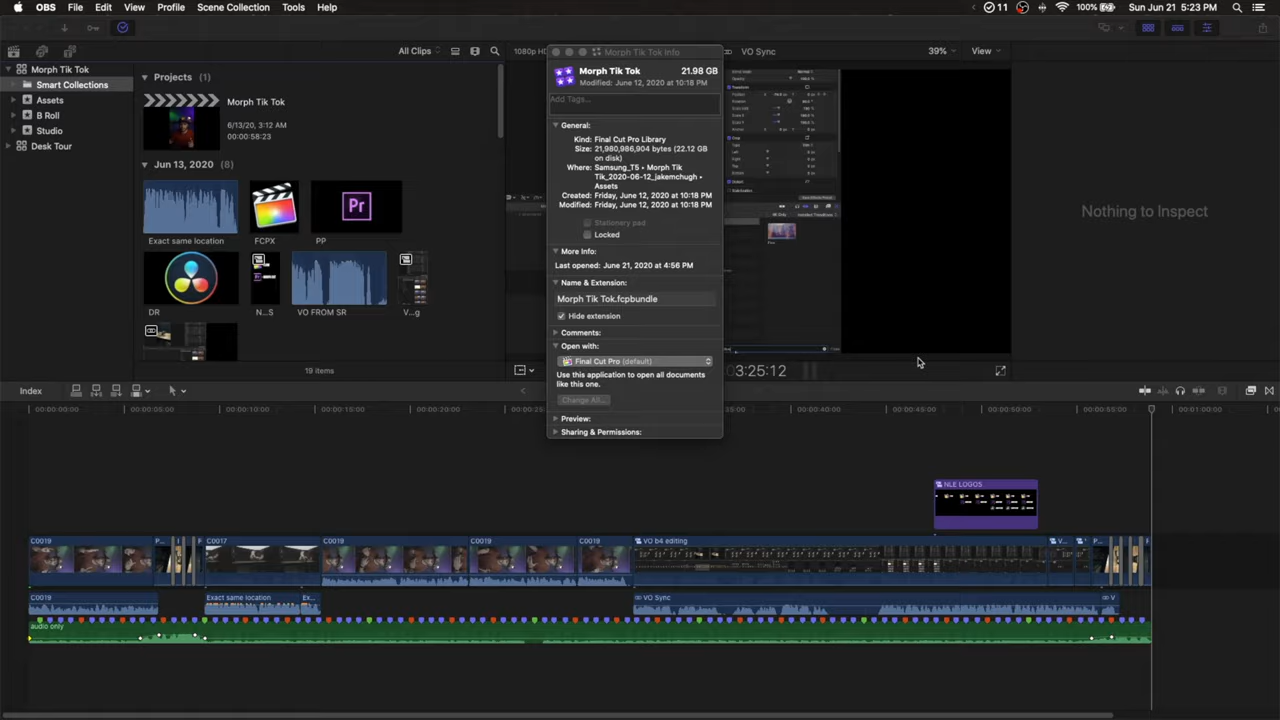 OBS File Edit View Profile Scene Collection Tools Help
11 100% Sun Jun 21 5:23 PM
All Clips
1080p HD
VO Sync 39% View
Morph Tik Tok
Smart Collections
Assets
B Roll
Studio
Desk Tour
Projects (1)
Morph Tik Tok
6/13/20, 3:12 AM
00:00:58:23
Jun 13, 2020 (8)
Exact same location
FCPX
Pr
PP
DR
N...S
VO FROM SR
V...g
19 items
Morph Tik Tok Info
Morph Tik Tok 21.98 GB
Modified: June 12, 2020 at 10:18 PM
Add Tags...
General:
Kind: Final Cut Pro Library
Size: 21,980,986,904 bytes (22.12 GB
on disk)
Where: Samsung_T5 ▸ Morph Tik
Tik_2020-06-12_jakemchugh ▸
Assets
Created: Friday, June 12, 2020 at 10:18 PM
Modified: Friday, June 12, 2020 at 10:18 PM
Stationery pad
Locked
More Info:
Last opened: June 21, 2020 at 4:56 PM
Name & Extension:
Morph Tik Tok.fcpbundle
Hide extension
Comments:
Open with:
Final Cut Pro (default)
Use this application to open all documents
like this one.
Change All...
Preview:
Sharing & Permissions:
Nothing to Inspect
3:25:12
Index
00:00:00:00 00:00:05:00 00:00:10:00 00:00:15:00 00:00:20:00 00:00:25 35:00 00:00:40:00 00:00:45:00 00:00:50:00 00:00:55:00 00:01:00:00
NLE LOGOS
C0019 P... C0017 C0019 C0019 C0019 VO b4 editing V... P...
C0019 Exact same location Ex... VO Sync V
audio only